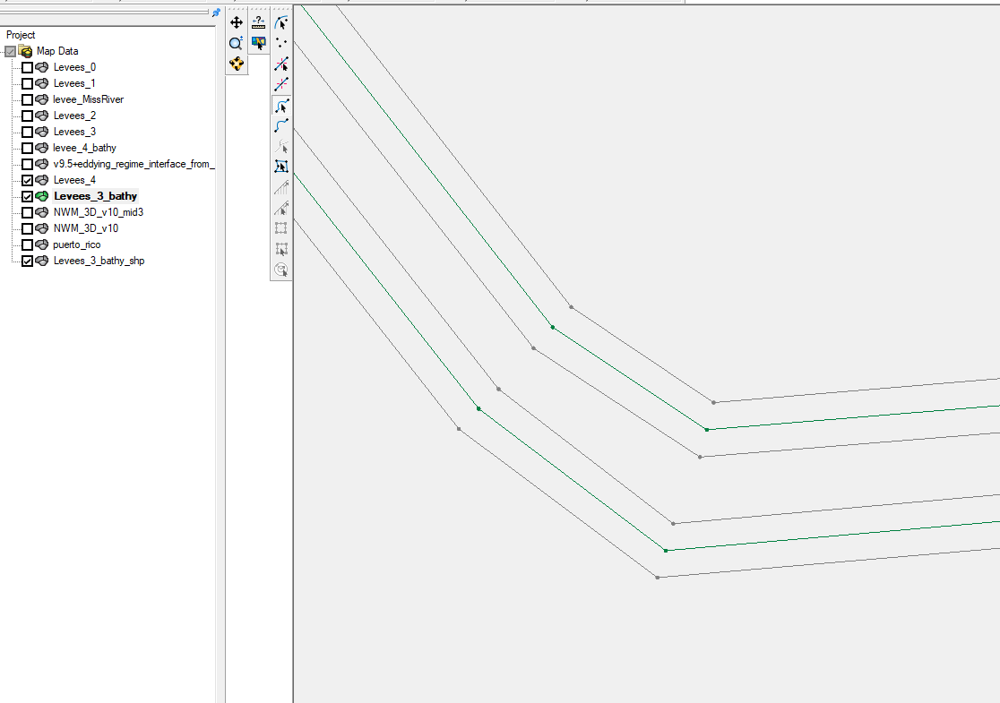 Project
Map Data
Levees_0
Levees_1
levee_MissRiver
Levees_2
Levees_3
levee_4_bathy
v9.5+eddying_regime_interface_from_
Levees_4
Levees_3_bathy
NWM_3D_v10_mid3
NWM_3D_v10
puerto_rico
Levees_3_bathy_shp